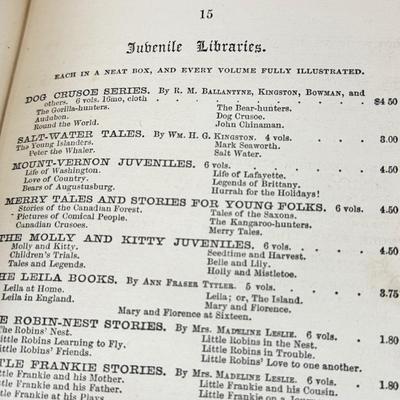 15
Juvenile Libraries.
EACH IN A NEAT BOX, AND EVERY VOLUME FULLY ILLUSTRATED.
DOG CRUSOE SERIES. By R. M. BALLANTYNE, KINGSTON, BOWMAN, and
others. 6 vols. 16mo, cloth . . . . . . . $4 50
The Gorilla-hunters. The Bear-hunters.
Audubon. Dog Crusoe.
Round the World. John Chinaman.
SALT-WATER TALES. By WM. H. G. KINGSTON. 4 vols. . 3.00
The Young Islanders. Mark Seaworth.
Peter the Whaler. Salt Water.
MOUNT-VERNON JUVENILES. 6 vols. . . . . 4.50
Life of Washington. Life of Lafayette.
Love of Country. Legends of Brittany.
Bears of Augustusburg. Hurrah for the Holidays!
MERRY TALES AND STORIES FOR YOUNG FOLKS. 6 vols. 4.50
Stories of the Canadian Forest. Tales of the Saxons.
Pictures of Comical People. The Kangaroo-hunters.
Canadian Crusoes. Merry Tales.
THE MOLLY AND KITTY JUVENILES. 6 vols. . . 4.50
Molly and Kitty. Seedtime and Harvest.
Children's Trials. Belle and Lily.
Tales and Legends. Holly and Mistletoe.
THE LEILA BOOKS. By ANN FRASER TYTLER. 5 vols. . . 3.75
Leila at Home. Leila; or, The Island.
Leila in England. Mary and Florence.
Mary and Florence at Sixteen.
E ROBIN-NEST STORIES. By MRS. MADELINE LESLIE. 6 vols. 1.80
The Robins' Nest. Little Robins in the Nest.
Little Robins Learning to Fly. Little Robins in Trouble.
Little Robins' Friends. Little Robins' Love to one another.
TLE FRANKIE STORIES. By MRS. MADELINE LESLIE. 6 vols. 1.80
Little Frankie and his Mother. Little Frankie and his Cousin.
Little Frankie and his Father. Little Frankie on a
Little Frankie at his Plays.